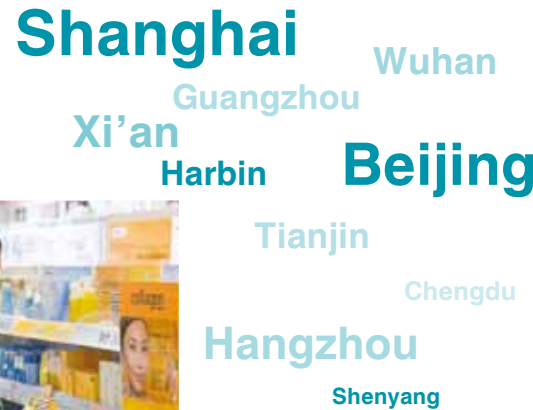 Shanghai
Wuhan
Guangzhou
Xi’an
Harbin
Beijing
Tianjin
Chengdu
Hangzhou
Shenyang